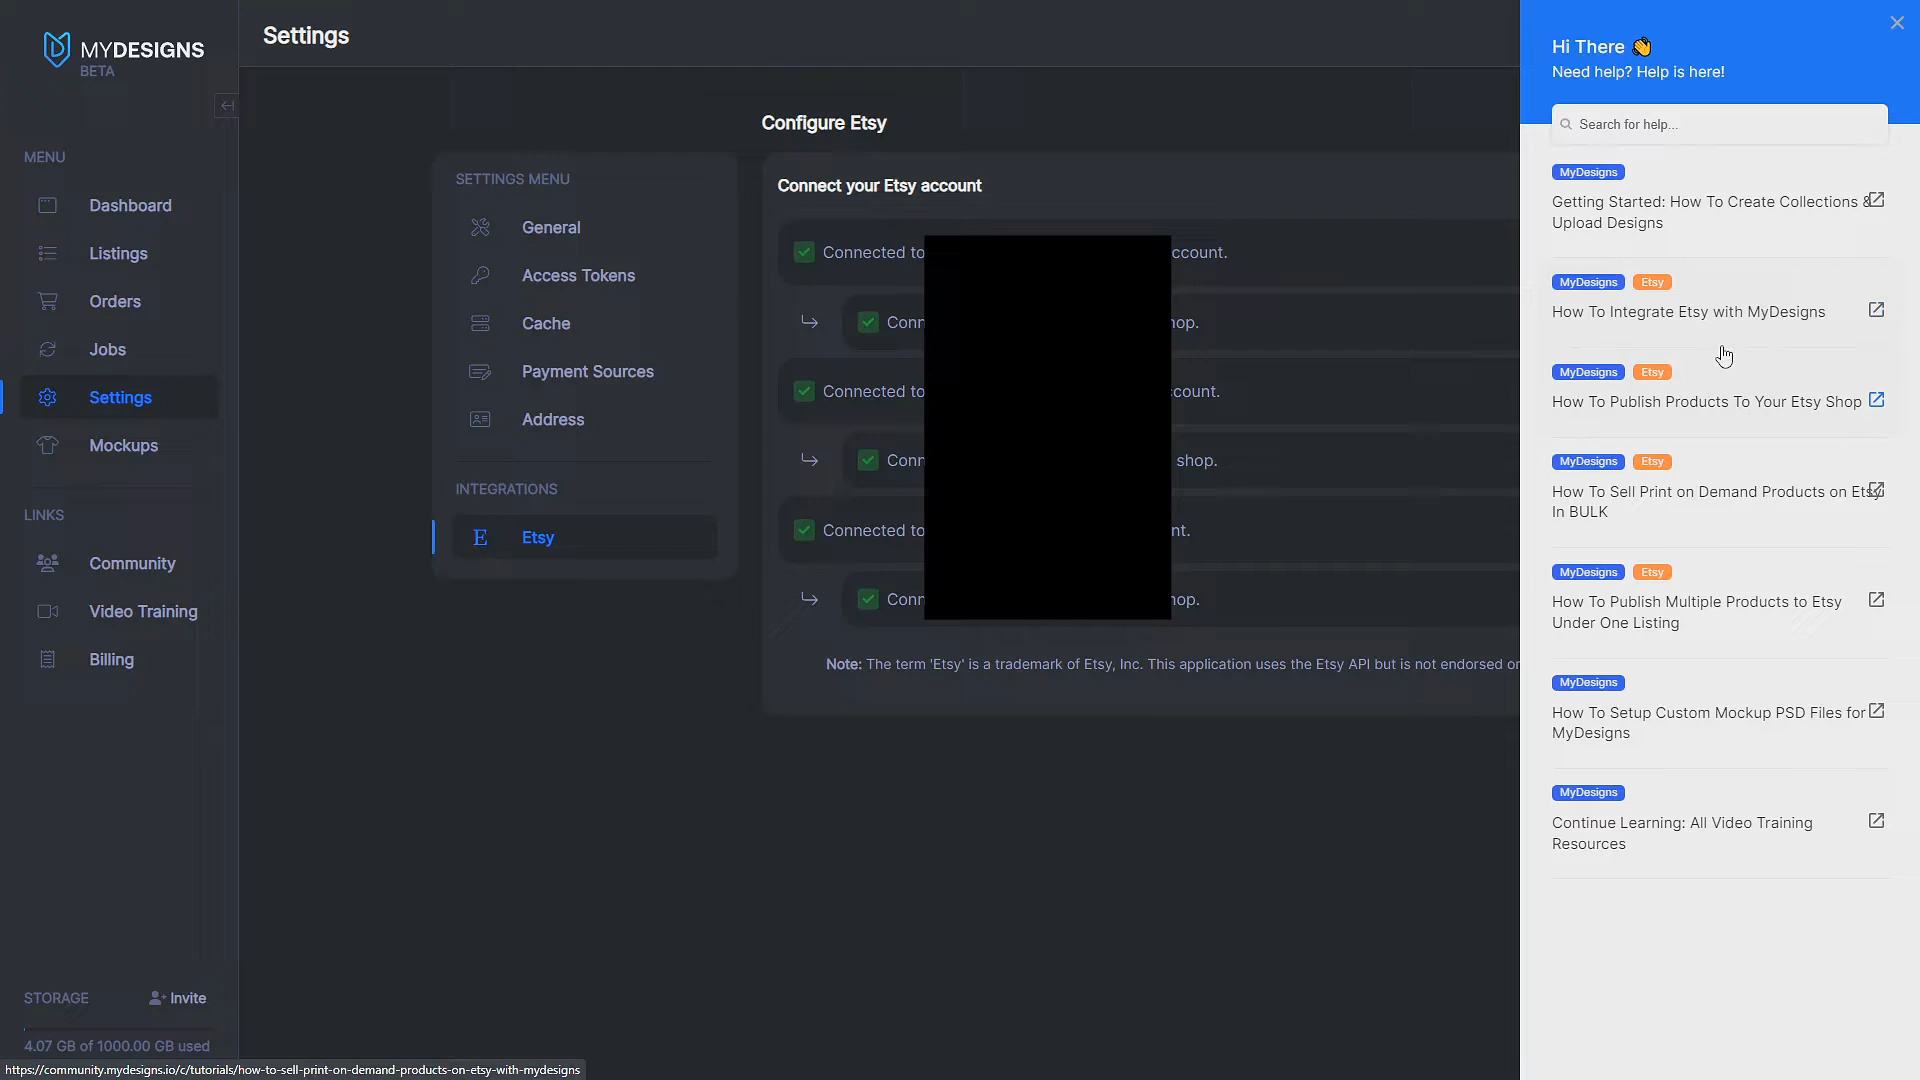 MYDESIGNS
BETA
MENU
Dashboard
Listings
Orders
Jobs
Settings
Mockups
LINKS
Community
Video Training
Billing
STORAGE
Invite
4.07 GB of 1000.00 GB used
https://community.mydesigns.io/c/tutorials/how-to-sell-print-on-demand-products-on-etsy-with-mydesigns
Settings
SETTINGS MENU
General
Access Tokens
Cache
Payment Sources
Address
INTEGRATIONS
E Etsy
Configure Etsy
Connect your Etsy account
Connected to
Connected to
Connected to
Note: The term 'Etsy' is a trademark of Etsy, Inc. This application uses the Etsy API but is not endorsed or
shop.
Hi There 👋
Need help? Help is here!
Search for help...
MyDesigns
Getting Started: How To Create Collections &
Upload Designs
MyDesigns Etsy
How To Integrate Etsy with MyDesigns
MyDesigns Etsy
How To Publish Products To Your Etsy Shop
MyDesigns Etsy
How To Sell Print on Demand Products on Etsy
In BULK
MyDesigns Etsy
How To Publish Multiple Products to Etsy
Under One Listing
MyDesigns
How To Setup Custom Mockup PSD Files for
MyDesigns
MyDesigns
Continue Learning: All Video Training
Resources